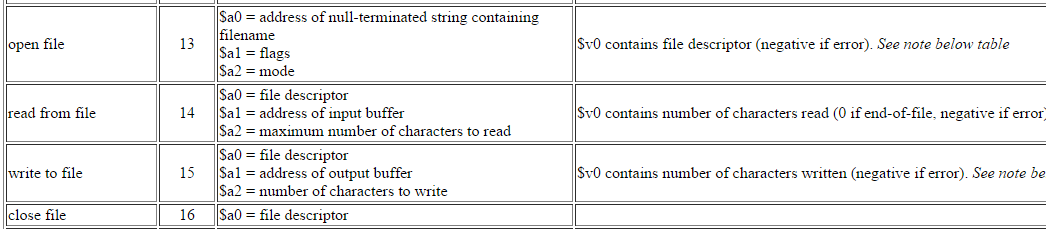 open file
13
$a0 = address of null-terminated string containing
filename
$a1 = flags
$a2 = mode
$v0 contains file descriptor (negative if error). See note below table
read from file
14
$a0 = file descriptor
$a1 = address of input buffer
$a2 = maximum number of characters to read
$v0 contains number of characters read (0 if end-of-file, negative if error)
write to file
15
$a0 = file descriptor
$a1 = address of output buffer
$a2 = number of characters to write
$v0 contains number of characters written (negative if error). See note be
close file
16
$a0 = file descriptor